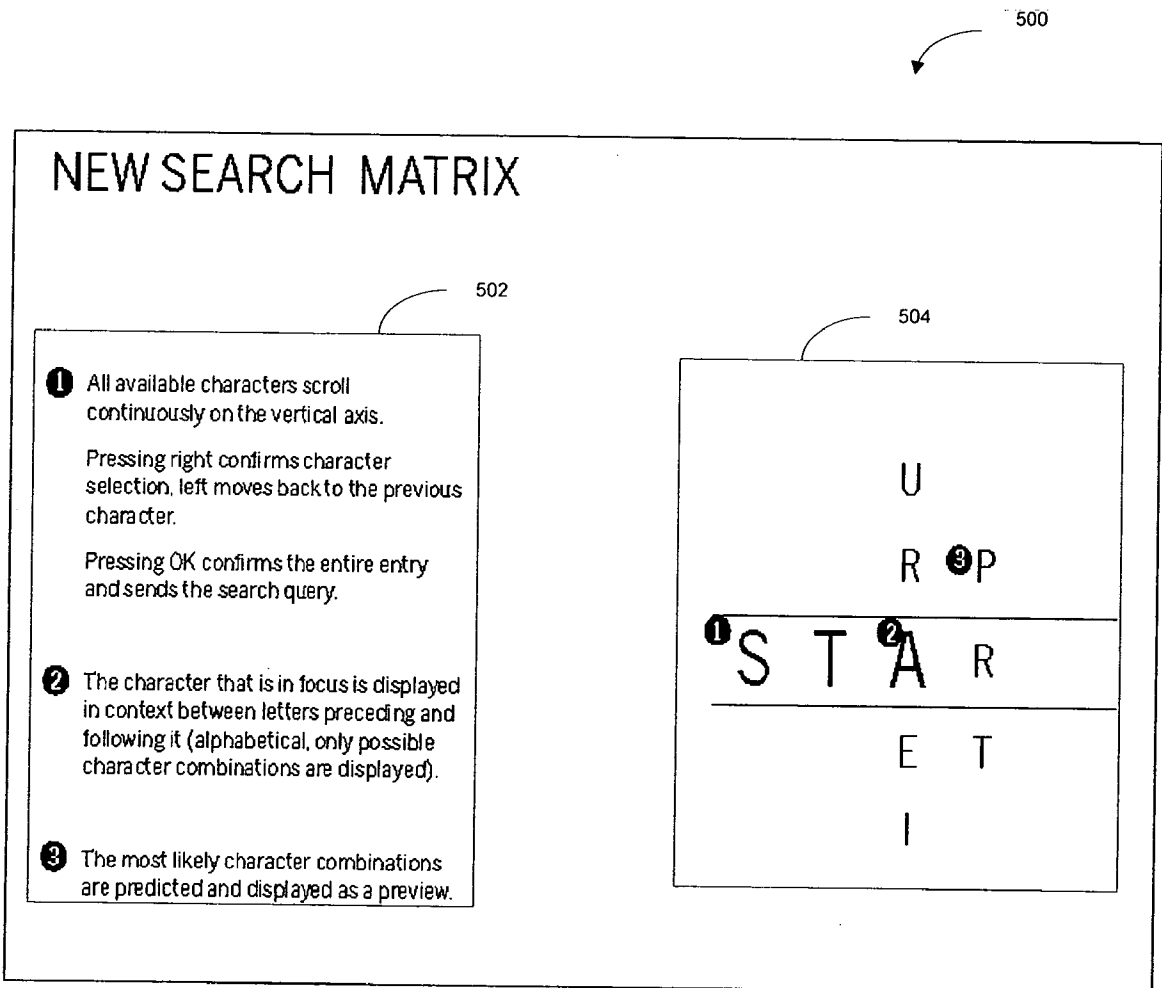 500
NEW SEARCH MATRIX
502
504
1 All available characters scroll
continuously on the vertical axis.
Pressing right confirms character
selection, left moves back to the previous
character.
Pressing OK confirms the entire entry
and sends the search query.
2 The character that is in focus is displayed
in context between letters preceding and
following it (alphabetical, only possible
character combinations are displayed).
3 The most likely character combinations
are predicted and displayed as a preview.
U
R 3 P
1 S T 2 A R
E T
I